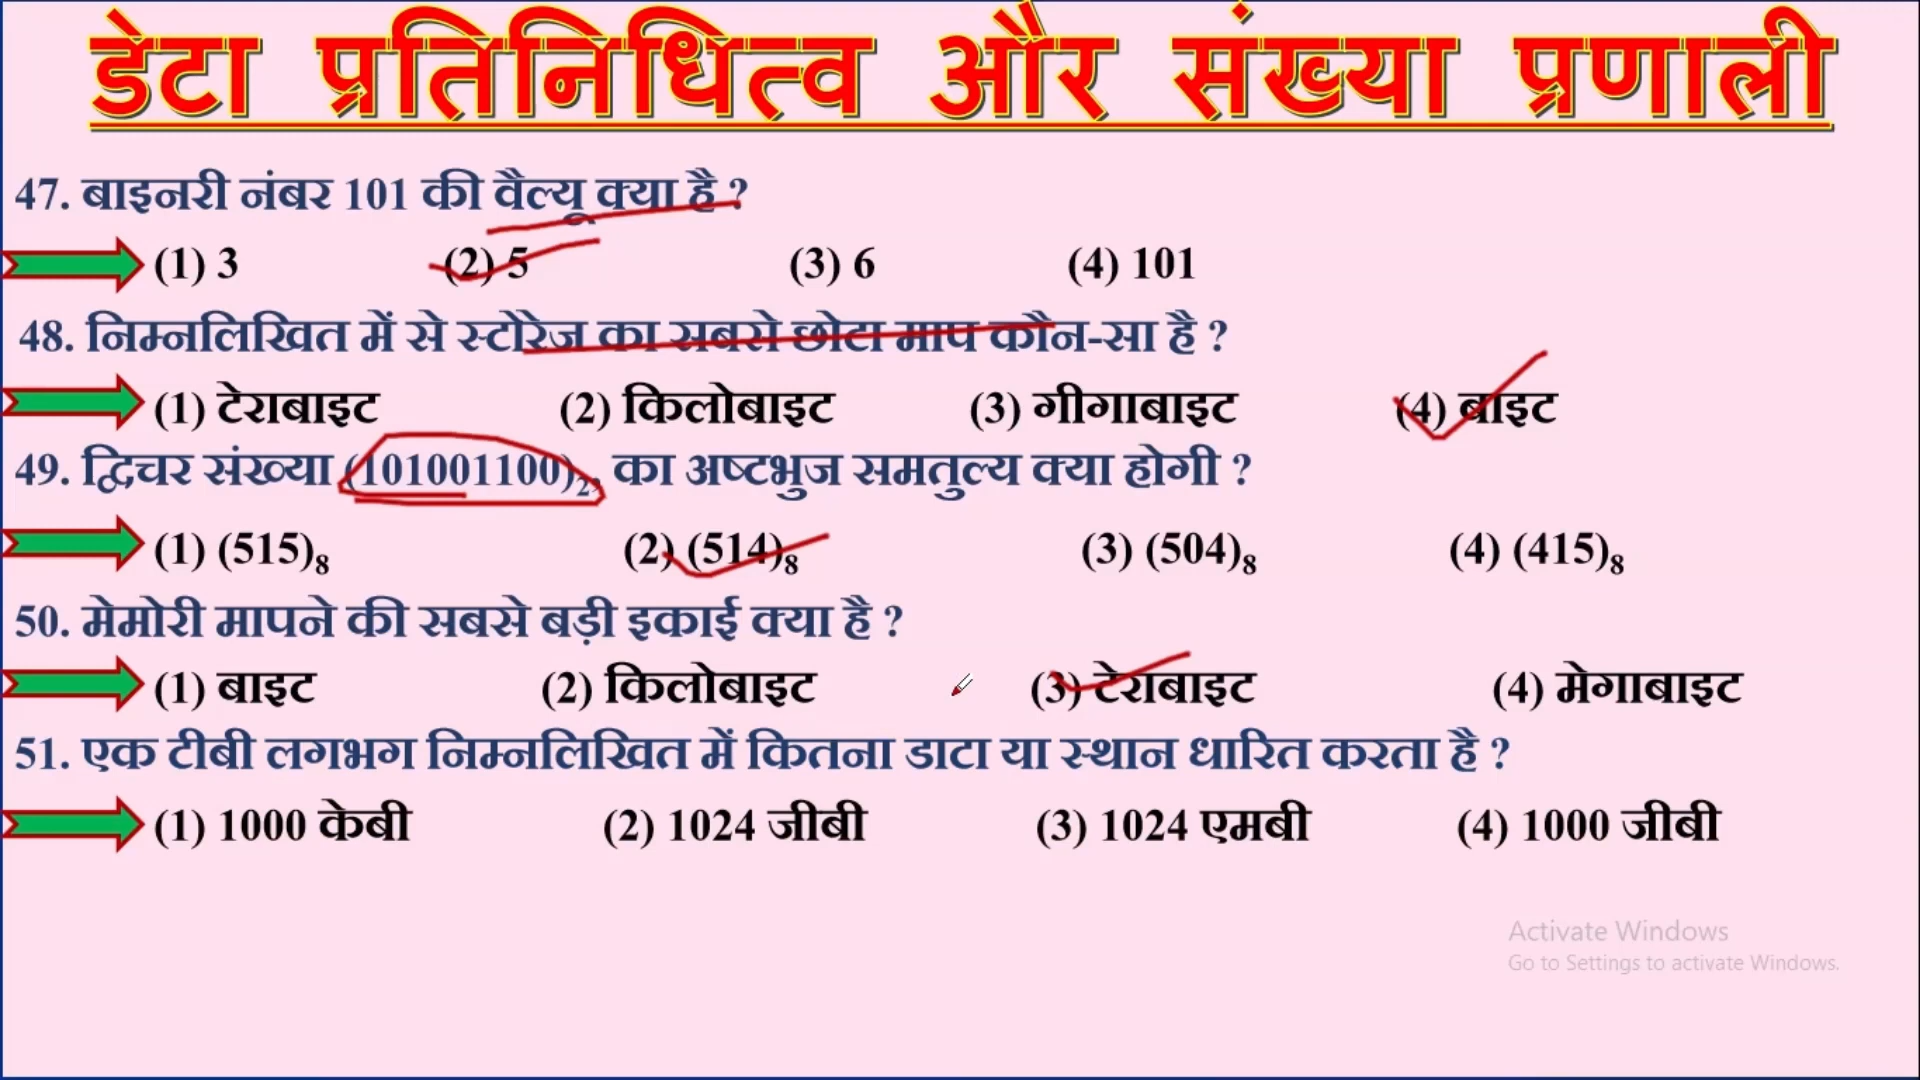 डेटा प्रतिनिधित्व और संख्या प्रणाली
47. बाइनरी नंबर 101 की वैल्यू क्या है ?
(1) 3 (2) 5 (3) 6 (4) 101
48. निम्नलिखित में से स्टोरेज का सबसे छोटा माप कौन-सा है ?
(1) टेराबाइट (2) किलोबाइट (3) गीगाबाइट (4) बाइट
49. द्विचर संख्या (101001100)₂, का अष्टभुज समतुल्य क्या होगी ?
(1) (515)₈ (2) (514)₈ (3) (504)₈ (4) (415)₈
50. मेमोरी मापने की सबसे बड़ी इकाई क्या है ?
(1) बाइट (2) किलोबाइट (3) टेराबाइट (4) मेगाबाइट
51. एक टीबी लगभग निम्नलिखित में कितना डाटा या स्थान धारित करता है ?
(1) 1000 केबी (2) 1024 जीबी (3) 1024 एमबी (4) 1000 जीबी
Activate Windows
Go to Settings to activate Windows.